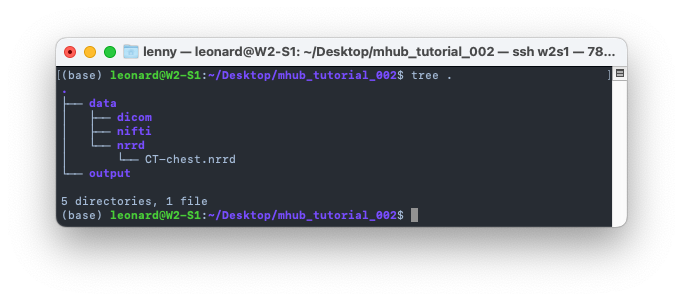 lenny — leonard@W2-S1: ~/Desktop/mhub_tutorial_002 — ssh w2s1 — 78...
[(base) leonard@W2-S1:~/Desktop/mhub_tutorial_002$ tree . ]
.
├── data
│   ├── dicom
│   ├── nifti
│   └── nrrd
│       └── CT-chest.nrrd
└── output
5 directories, 1 file
(base) leonard@W2-S1:~/Desktop/mhub_tutorial_002$